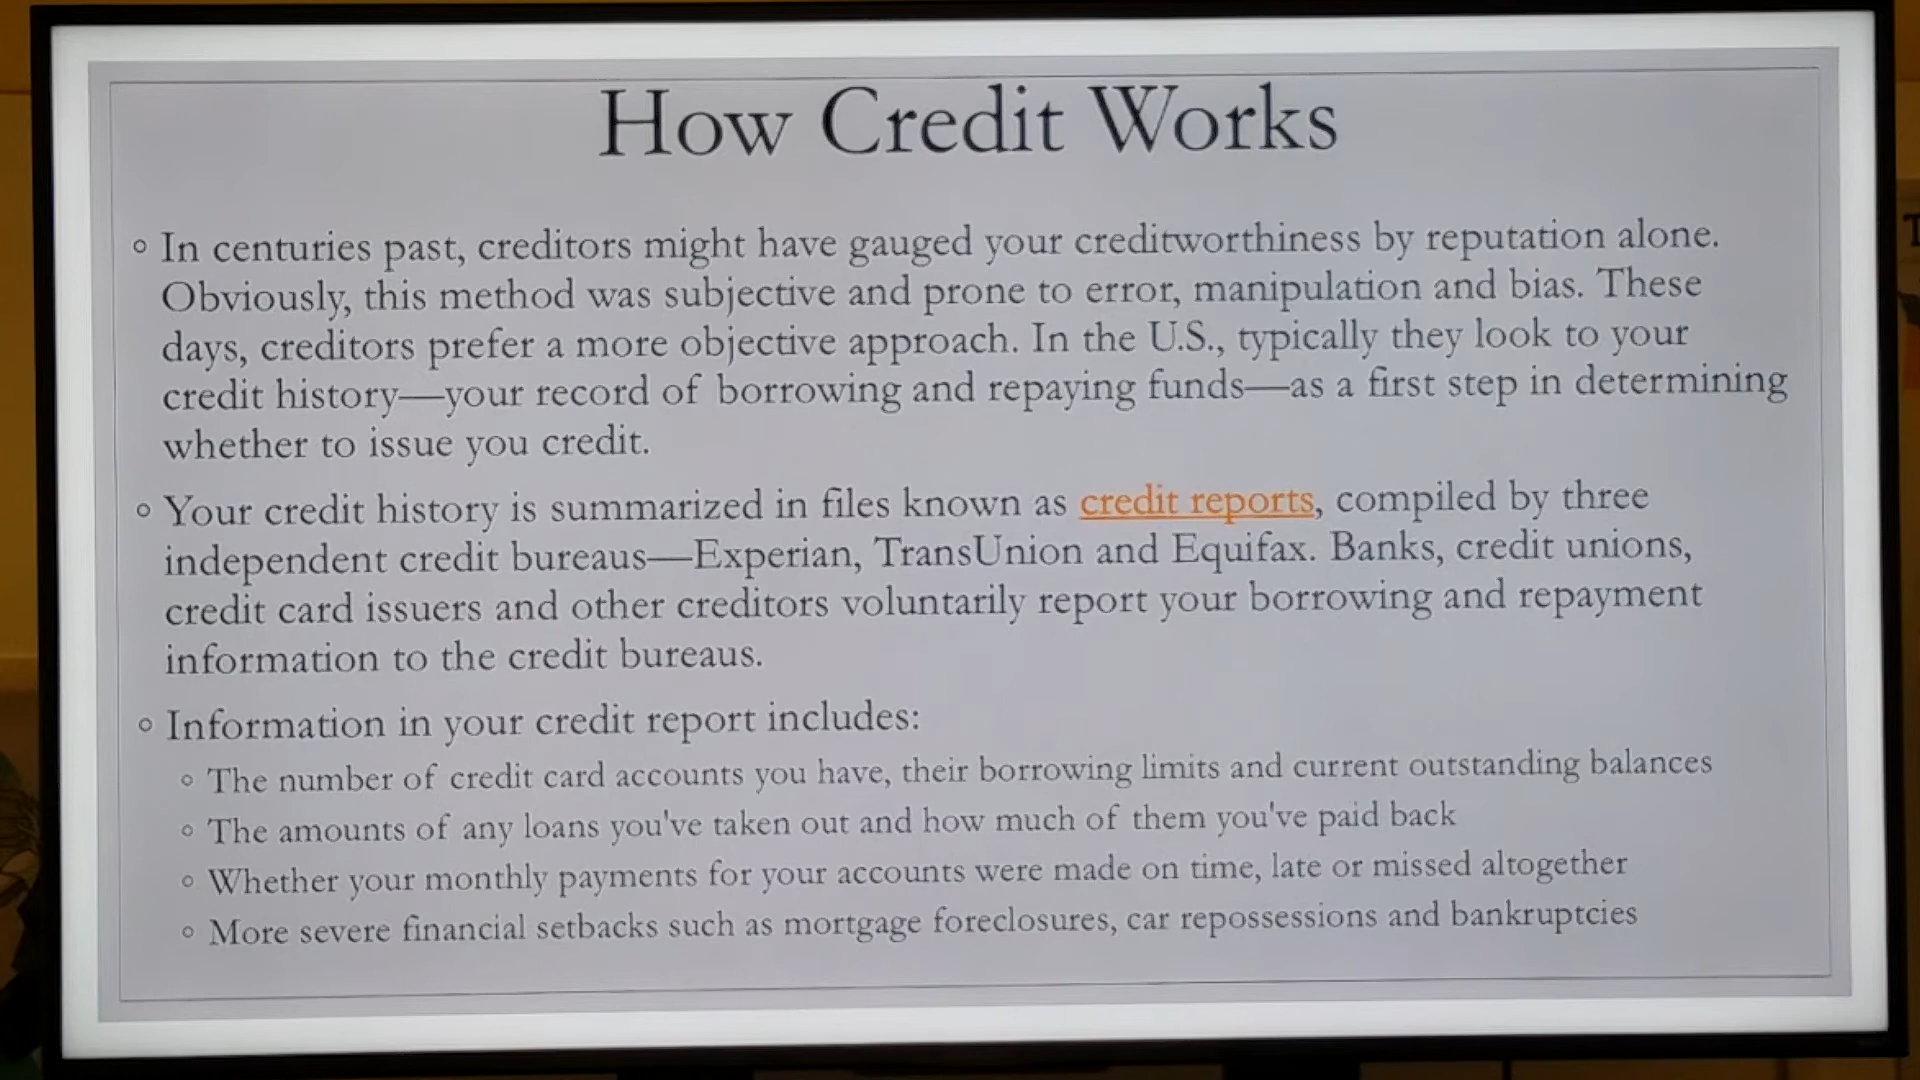 How Credit Works
In centuries past, creditors might have gauged your creditworthiness by reputation alone.
Obviously, this method was subjective and prone to error, manipulation and bias. These
days, creditors prefer a more objective approach. In the U.S., typically they look to your
credit history—your record of borrowing and repaying funds—as a first step in determining
whether to issue you credit.
Your credit history is summarized in files known as credit reports, compiled by three
independent credit bureaus—Experian, TransUnion and Equifax. Banks, credit unions,
credit card issuers and other creditors voluntarily report your borrowing and repayment
information to the credit bureaus.
Information in your credit report includes:
The number of credit card accounts you have, their borrowing limits and current outstanding balances
The amounts of any loans you've taken out and how much of them you've paid back
Whether your monthly payments for your accounts were made on time, late or missed altogether
More severe financial setbacks such as mortgage foreclosures, car repossessions and bankruptcies